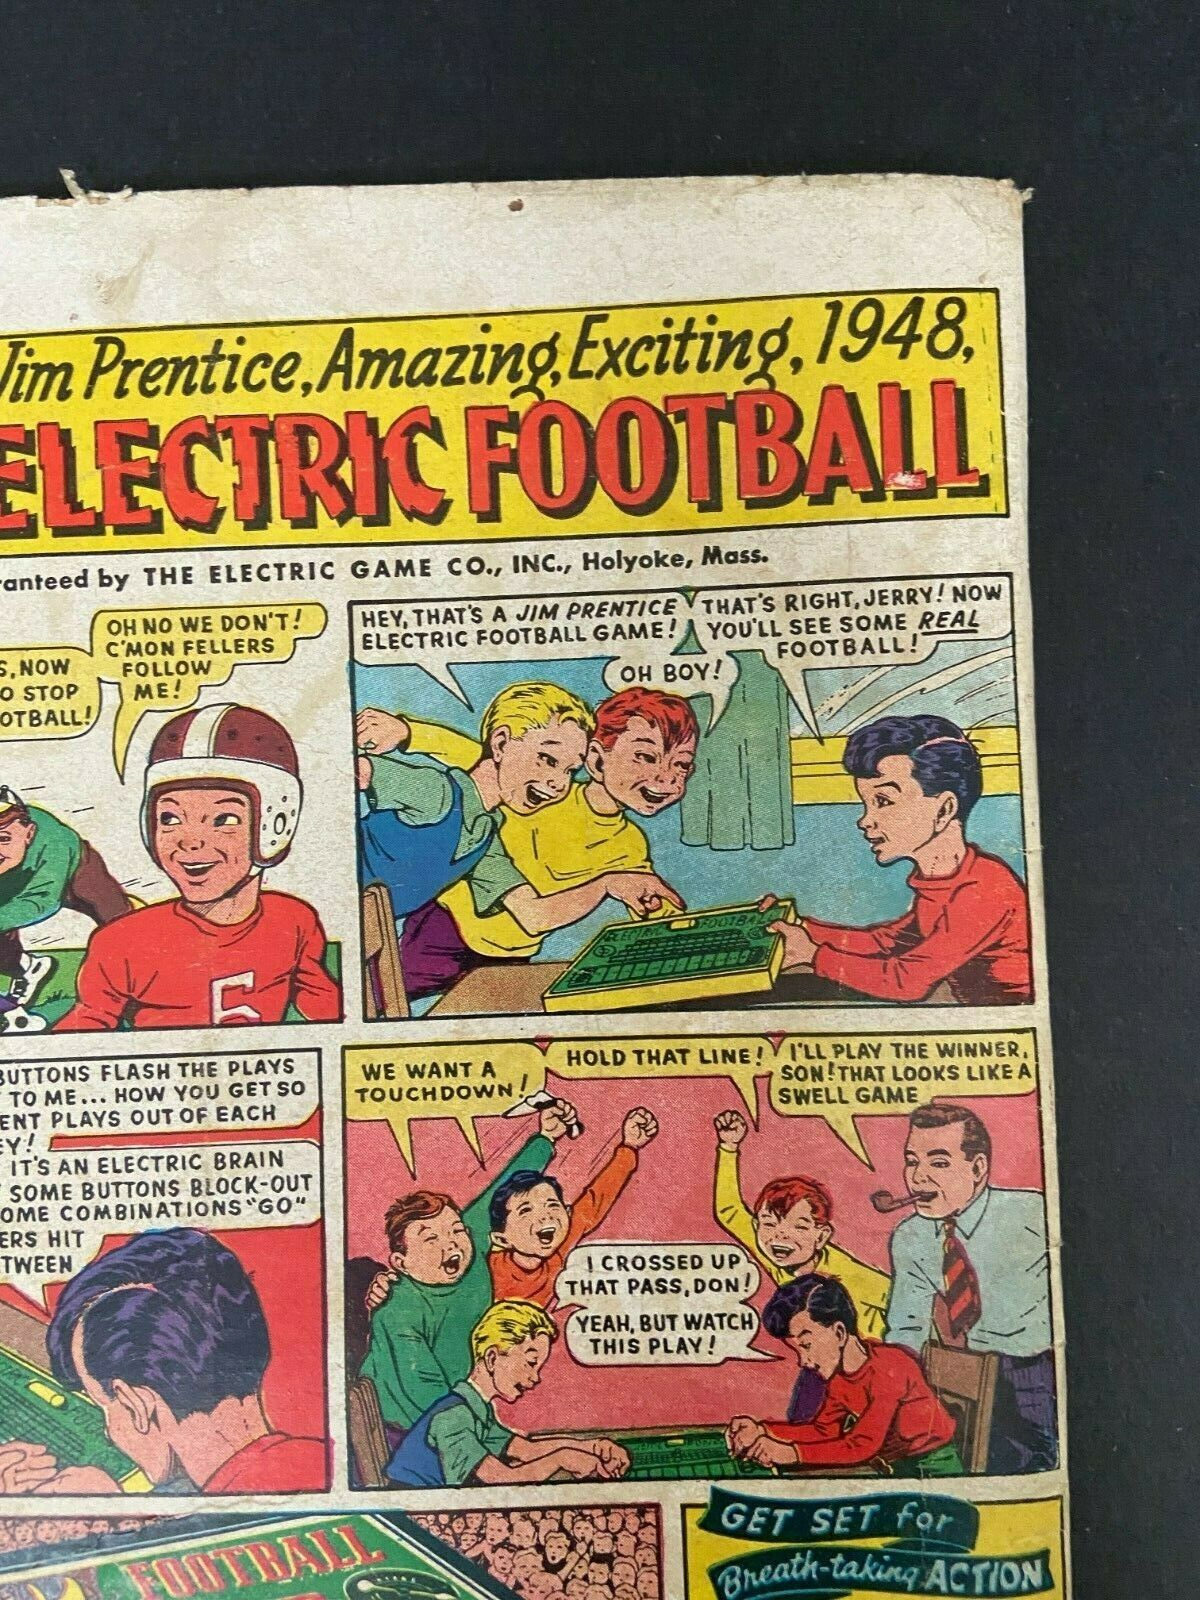 Jim Prentice, Amazing, Exciting, 1948,
ELECTRIC FOOTBALL
ranteed by THE ELECTRIC GAME CO., INC., Holyoke, Mass.
S, NOW
O STOP
OTBALL!
OH NO WE DON'T!
C'MON FELLERS
FOLLOW
ME!
5
HEY, THAT'S A JIM PRENTICE
ELECTRIC FOOTBALL GAME!
OH BOY!
THAT'S RIGHT, JERRY! NOW
YOU'LL SEE SOME REAL
FOOTBALL!
ELECTRIC FOOTBALL
BUTTONS FLASH THE PLAYS
TO ME... HOW YOU GET SO
ENT PLAYS OUT OF EACH
EY!
IT'S AN ELECTRIC BRAIN
SOME BUTTONS BLOCK-OUT
OME COMBINATIONS "GO"
ERS HIT
TWEEN
WE WANT A
TOUCHDOWN!
HOLD THAT LINE!
I'LL PLAY THE WINNER,
SON! THAT LOOKS LIKE A
SWELL GAME
I CROSSED UP
THAT PASS, DON!
YEAH, BUT WATCH
THIS PLAY!
FOOTBALL
GET SET for
Breath-taking ACTION